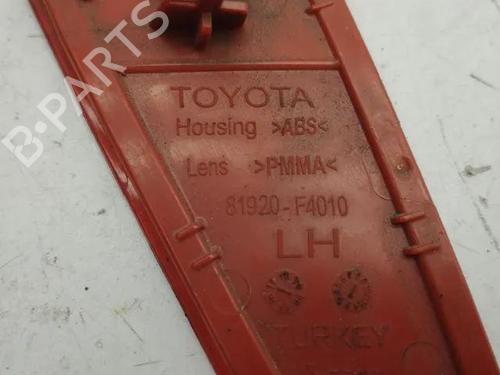 B-PARTS
TOYOTA
Housing >ABS<
Lens >PMMA<
81920-F4010
LH
TURKEY